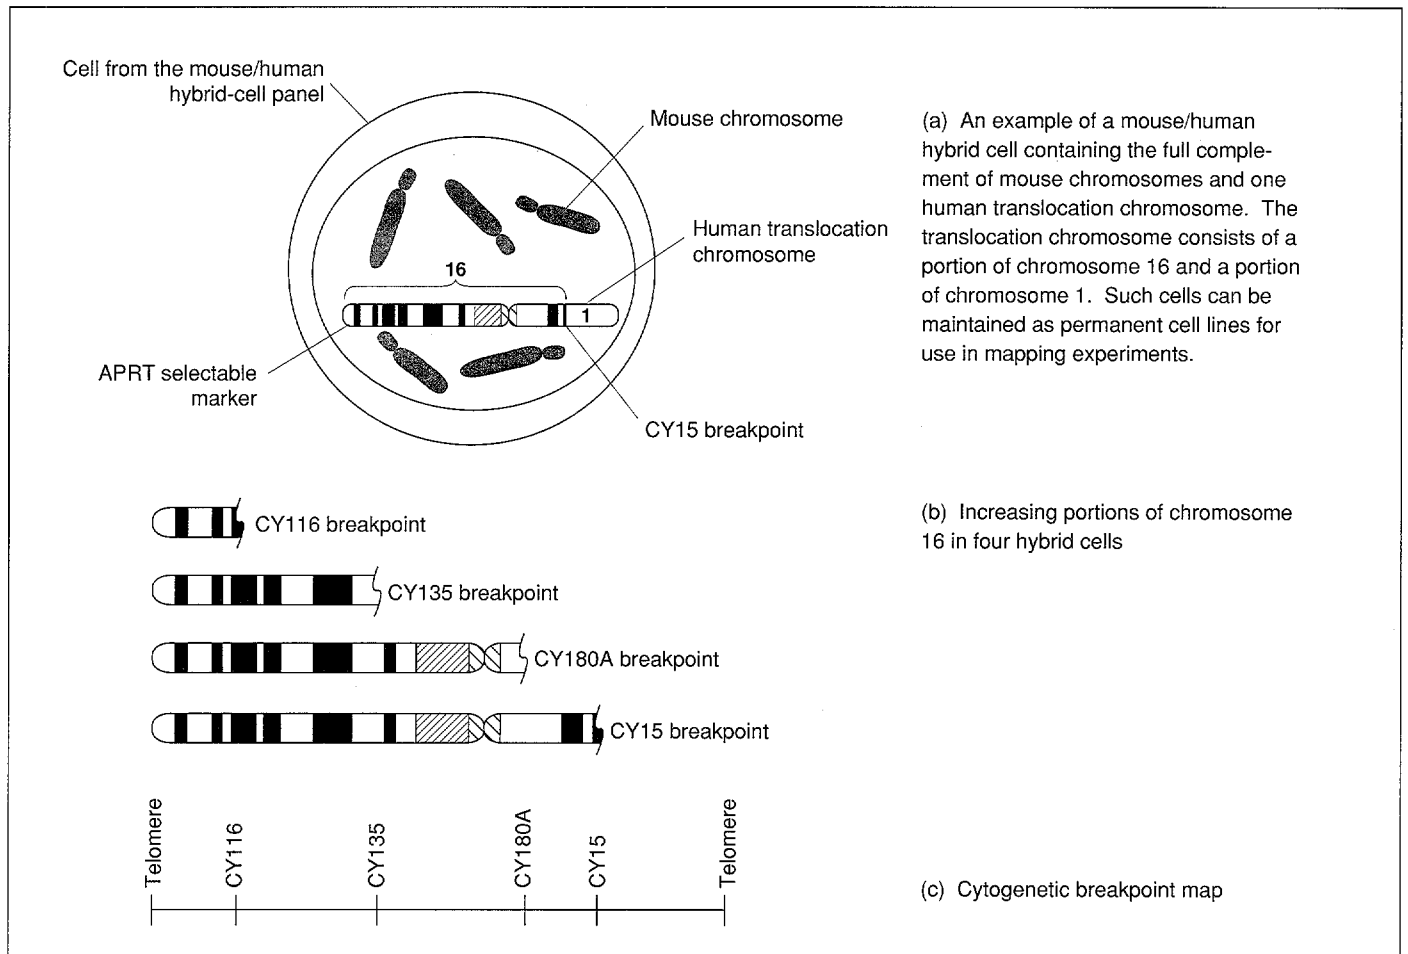 Cell from the mouse/human
hybrid-cell panel
Mouse chromosome
Human translocation
chromosome
16
1
APRT selectable
marker
CY15 breakpoint
(a) An example of a mouse/human
hybrid cell containing the full comple-
ment of mouse chromosomes and one
human translocation chromosome. The
translocation chromosome consists of a
portion of chromosome 16 and a portion
of chromosome 1. Such cells can be
maintained as permanent cell lines for
use in mapping experiments.
CY116 breakpoint
CY135 breakpoint
CY180A breakpoint
CY15 breakpoint
(b) Increasing portions of chromosome
16 in four hybrid cells
Telomere
CY116
CY135
CY180A
CY15
Telomere
(c) Cytogenetic breakpoint map